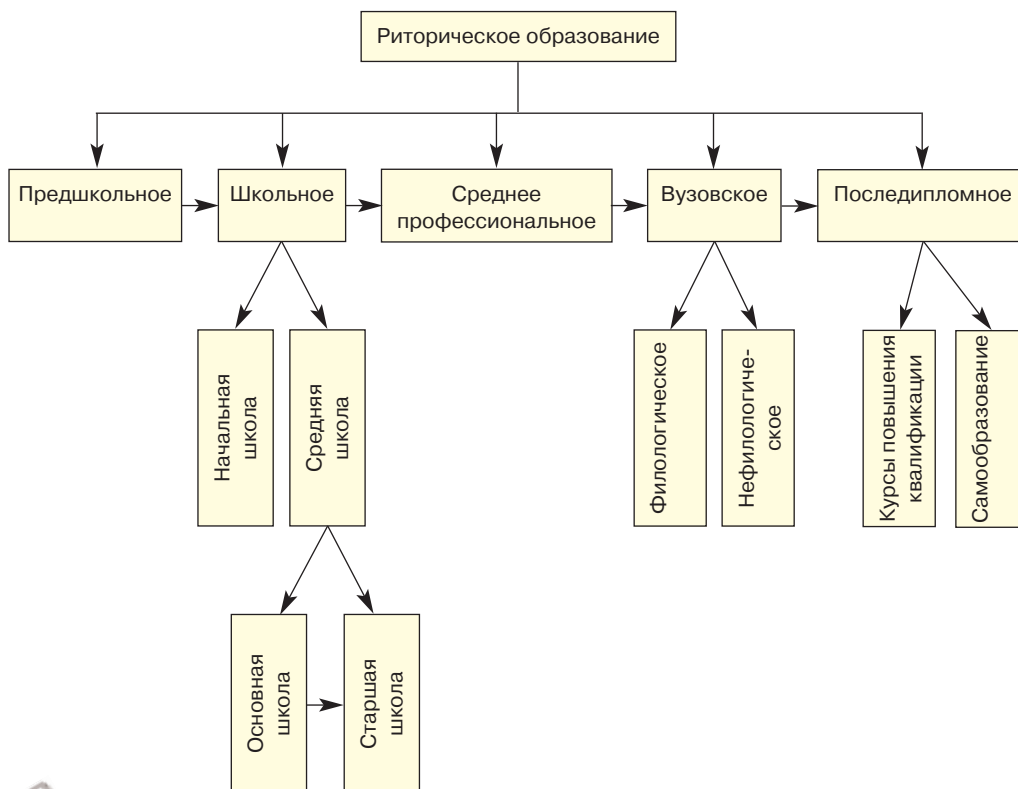 Риторическое образование
Предшкольное
Школьное
Среднее
профессиональное
Вузовское
Последипломное
Начальная
школа
Средняя
школа
Филологическое
Нефилологиче-
ское
Курсы повышения
квалификации
Самообразование
Основная
школа
Старшая
школа